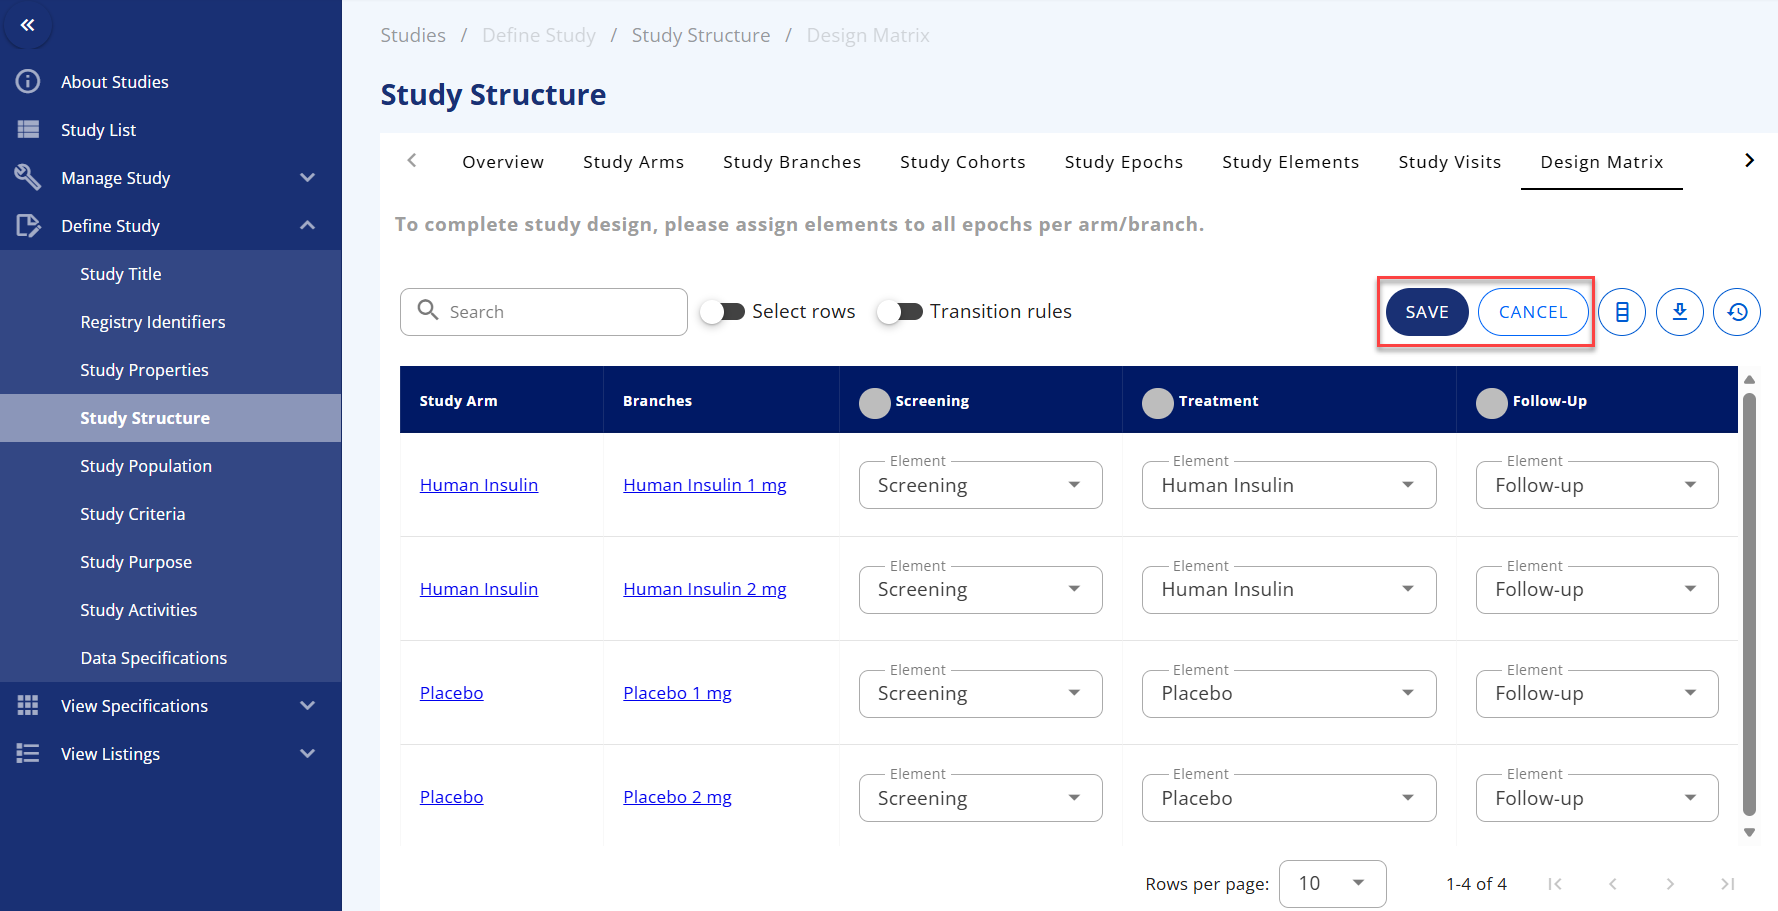 About Studies
Study List
Manage Study
Define Study
Study Title
Registry Identifiers
Study Properties
Study Structure
Study Population
Study Criteria
Study Purpose
Study Activities
Data Specifications
View Specifications
View Listings
Studies / Define Study / Study Structure / Design Matrix
Study Structure
Overview Study Arms Study Branches Study Cohorts Study Epochs Study Elements Study Visits Design Matrix
To complete study design, please assign elements to all epochs per arm/branch.
Search Select rows Transition rules SAVE CANCEL
Study Arm Branches Screening Treatment Follow-Up
Element Element Element
Human Insulin Human Insulin 1 mg Screening Human Insulin Follow-up
Element Element Element
Human Insulin Human Insulin 2 mg Screening Human Insulin Follow-up
Element Element Element
Placebo Placebo 1 mg Screening Placebo Follow-up
Element Element Element
Placebo Placebo 2 mg Screening Placebo Follow-up
Rows per page: 10 1-4 of 4